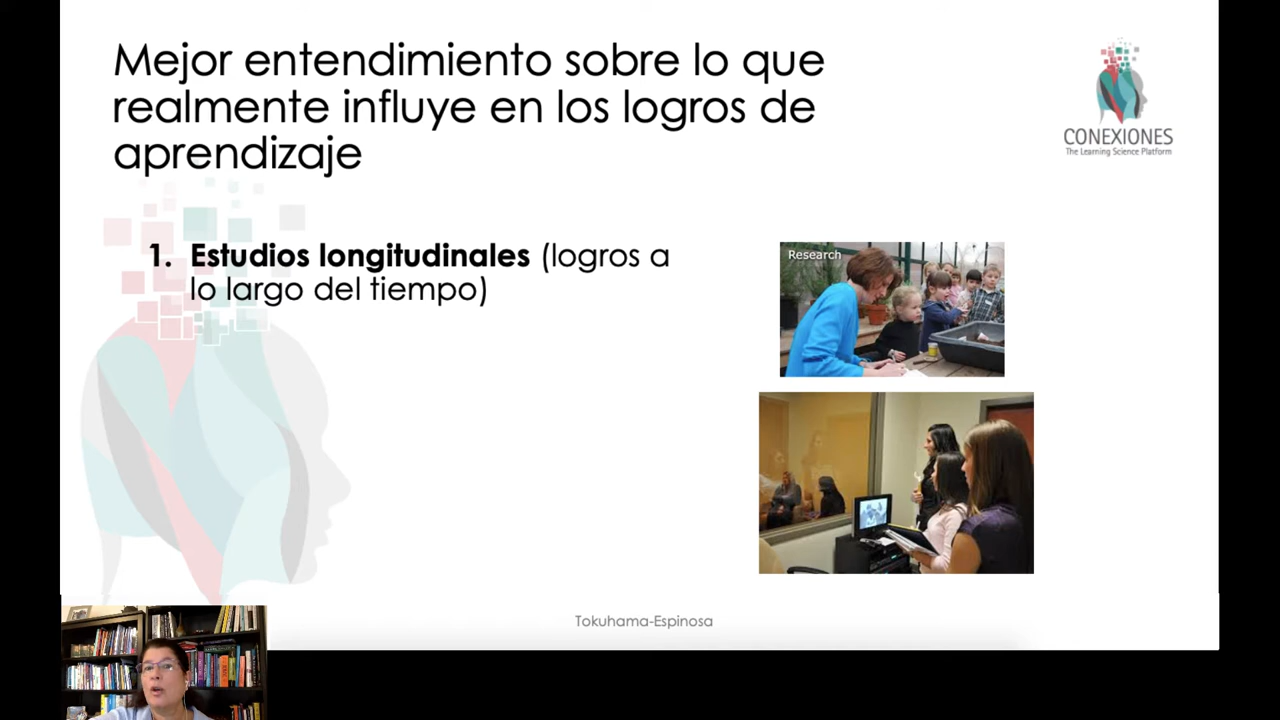 Mejor entendimiento sobre lo que
realmente influye en los logros de
aprendizaje
CONEXIONES
The Learning Science Platform
1. Estudios longitudinales (logros a
lo largo del tiempo)
Research
Tokuhama-Espinosa